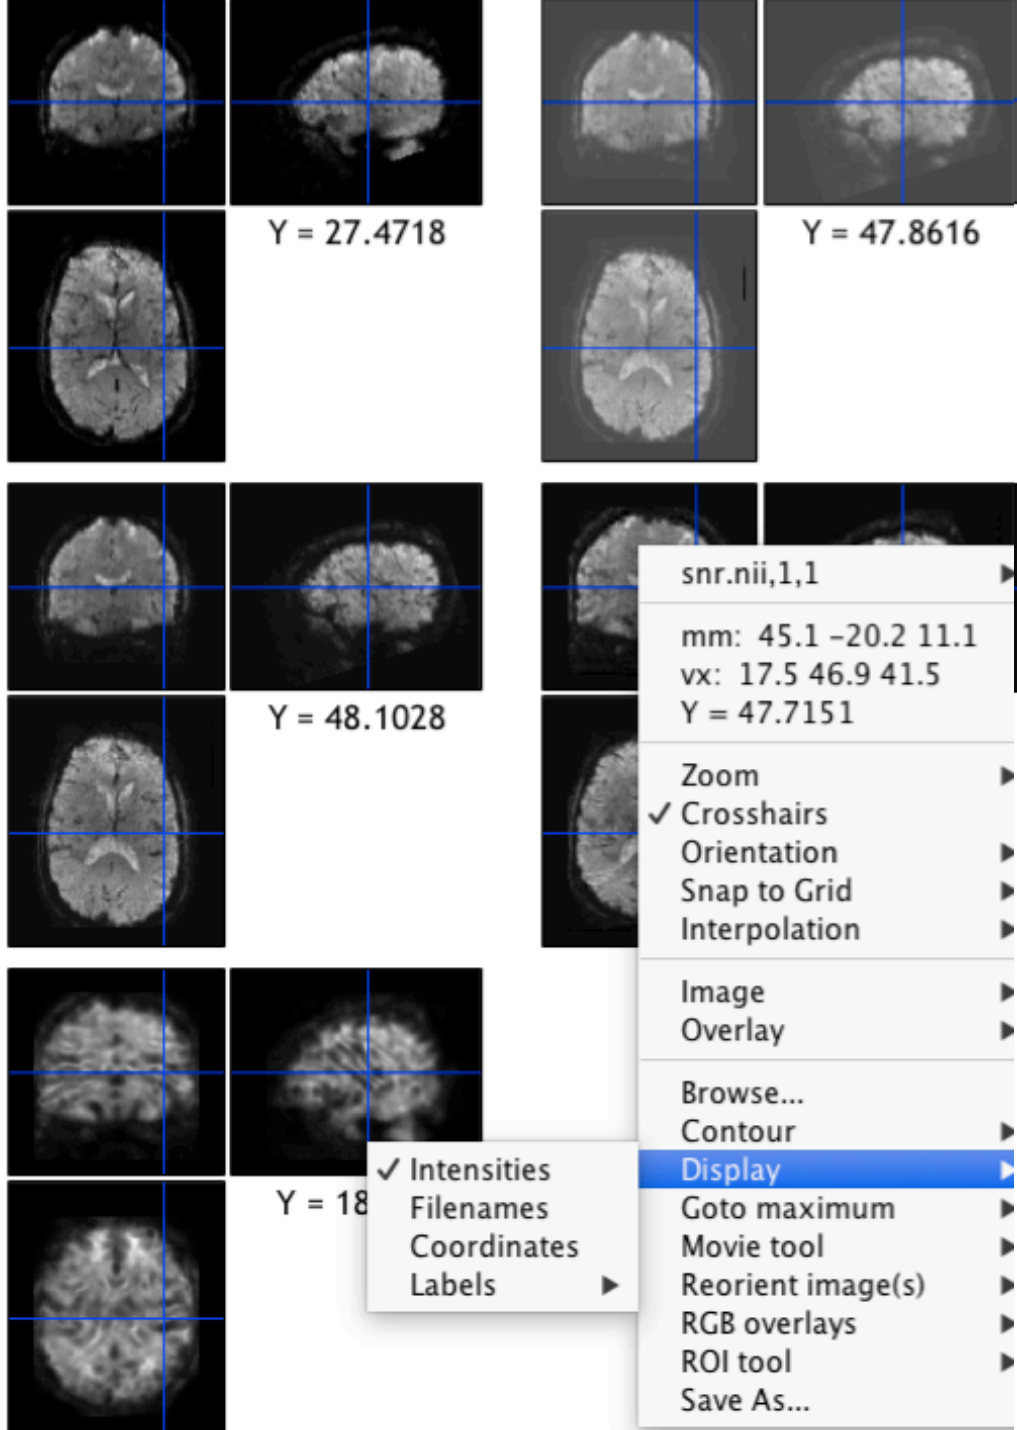 Y = 27.4718
Y = 47.8616
Y = 48.1028
snr.nii,1,1
mm: 45.1 -20.2 11.1
vx: 17.5 46.9 41.5
Y = 47.7151
Zoom
Crosshairs
Orientation
Snap to Grid
Interpolation
Image
Overlay
Browse...
Contour
Display
Goto maximum
Movie tool
Reorient image(s)
RGB overlays
ROI tool
Save As...
Y = 18
Intensities
Filenames
Coordinates
Labels